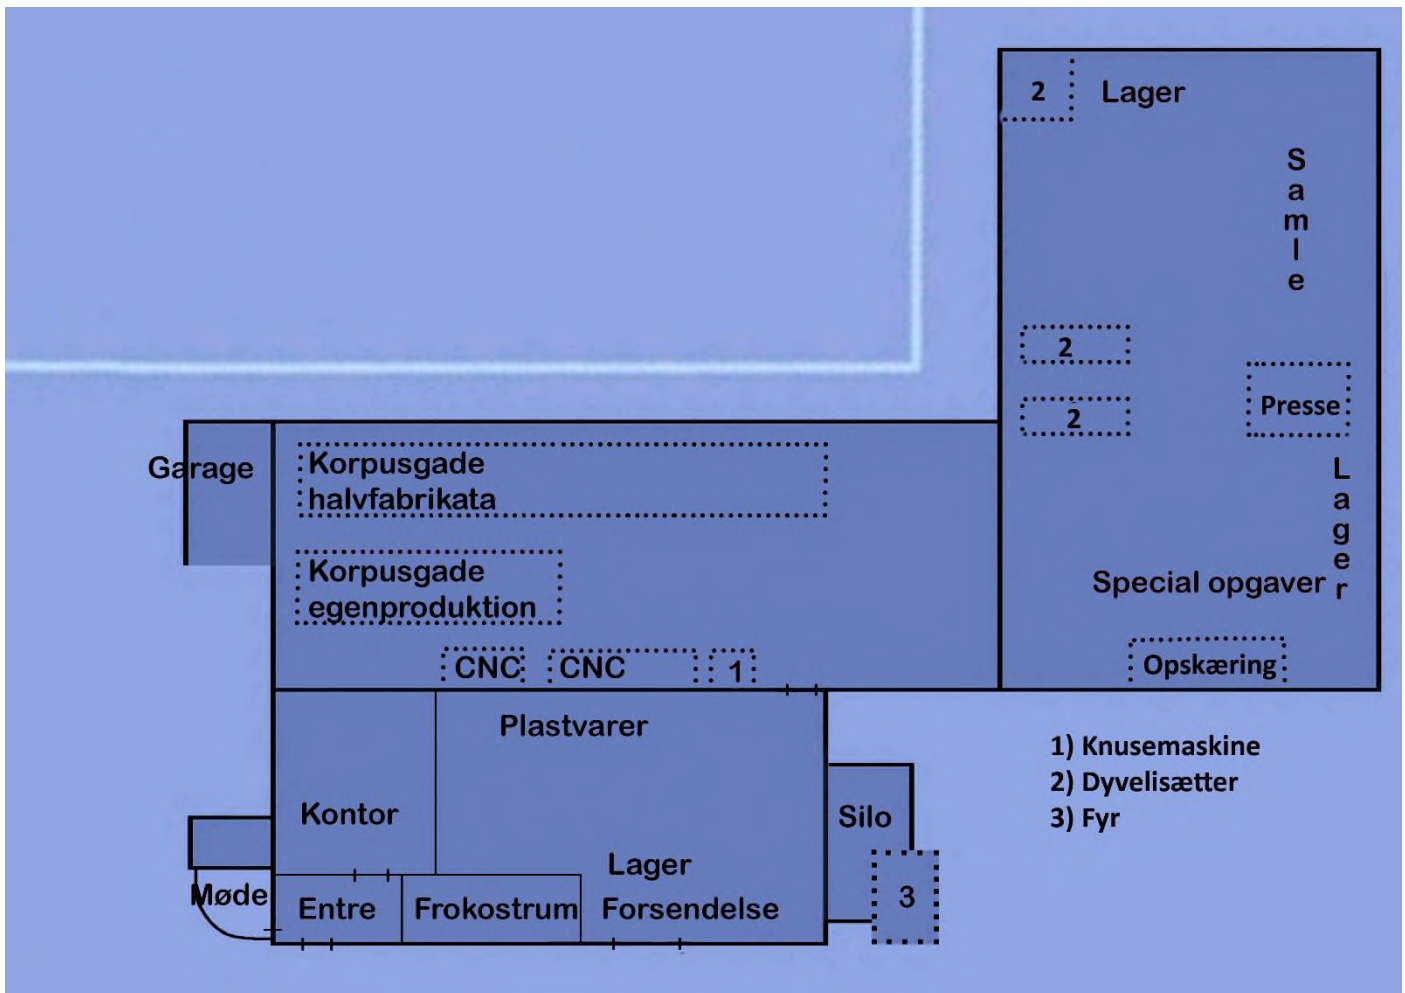 2
Lager
Samle
2
2
Presse
Garage
Korpusgade
halvfabrikata
Lager
Korpusgade
egenproduktion
Special opgaver
CNC
CNC
1
Opskæring
Plastvarer
1) Knusemaskine
2) Dyvelisætter
3) Fyr
Kontor
Silo
Lager
Møde
Entre
Frokostrum
Forsendelse
3